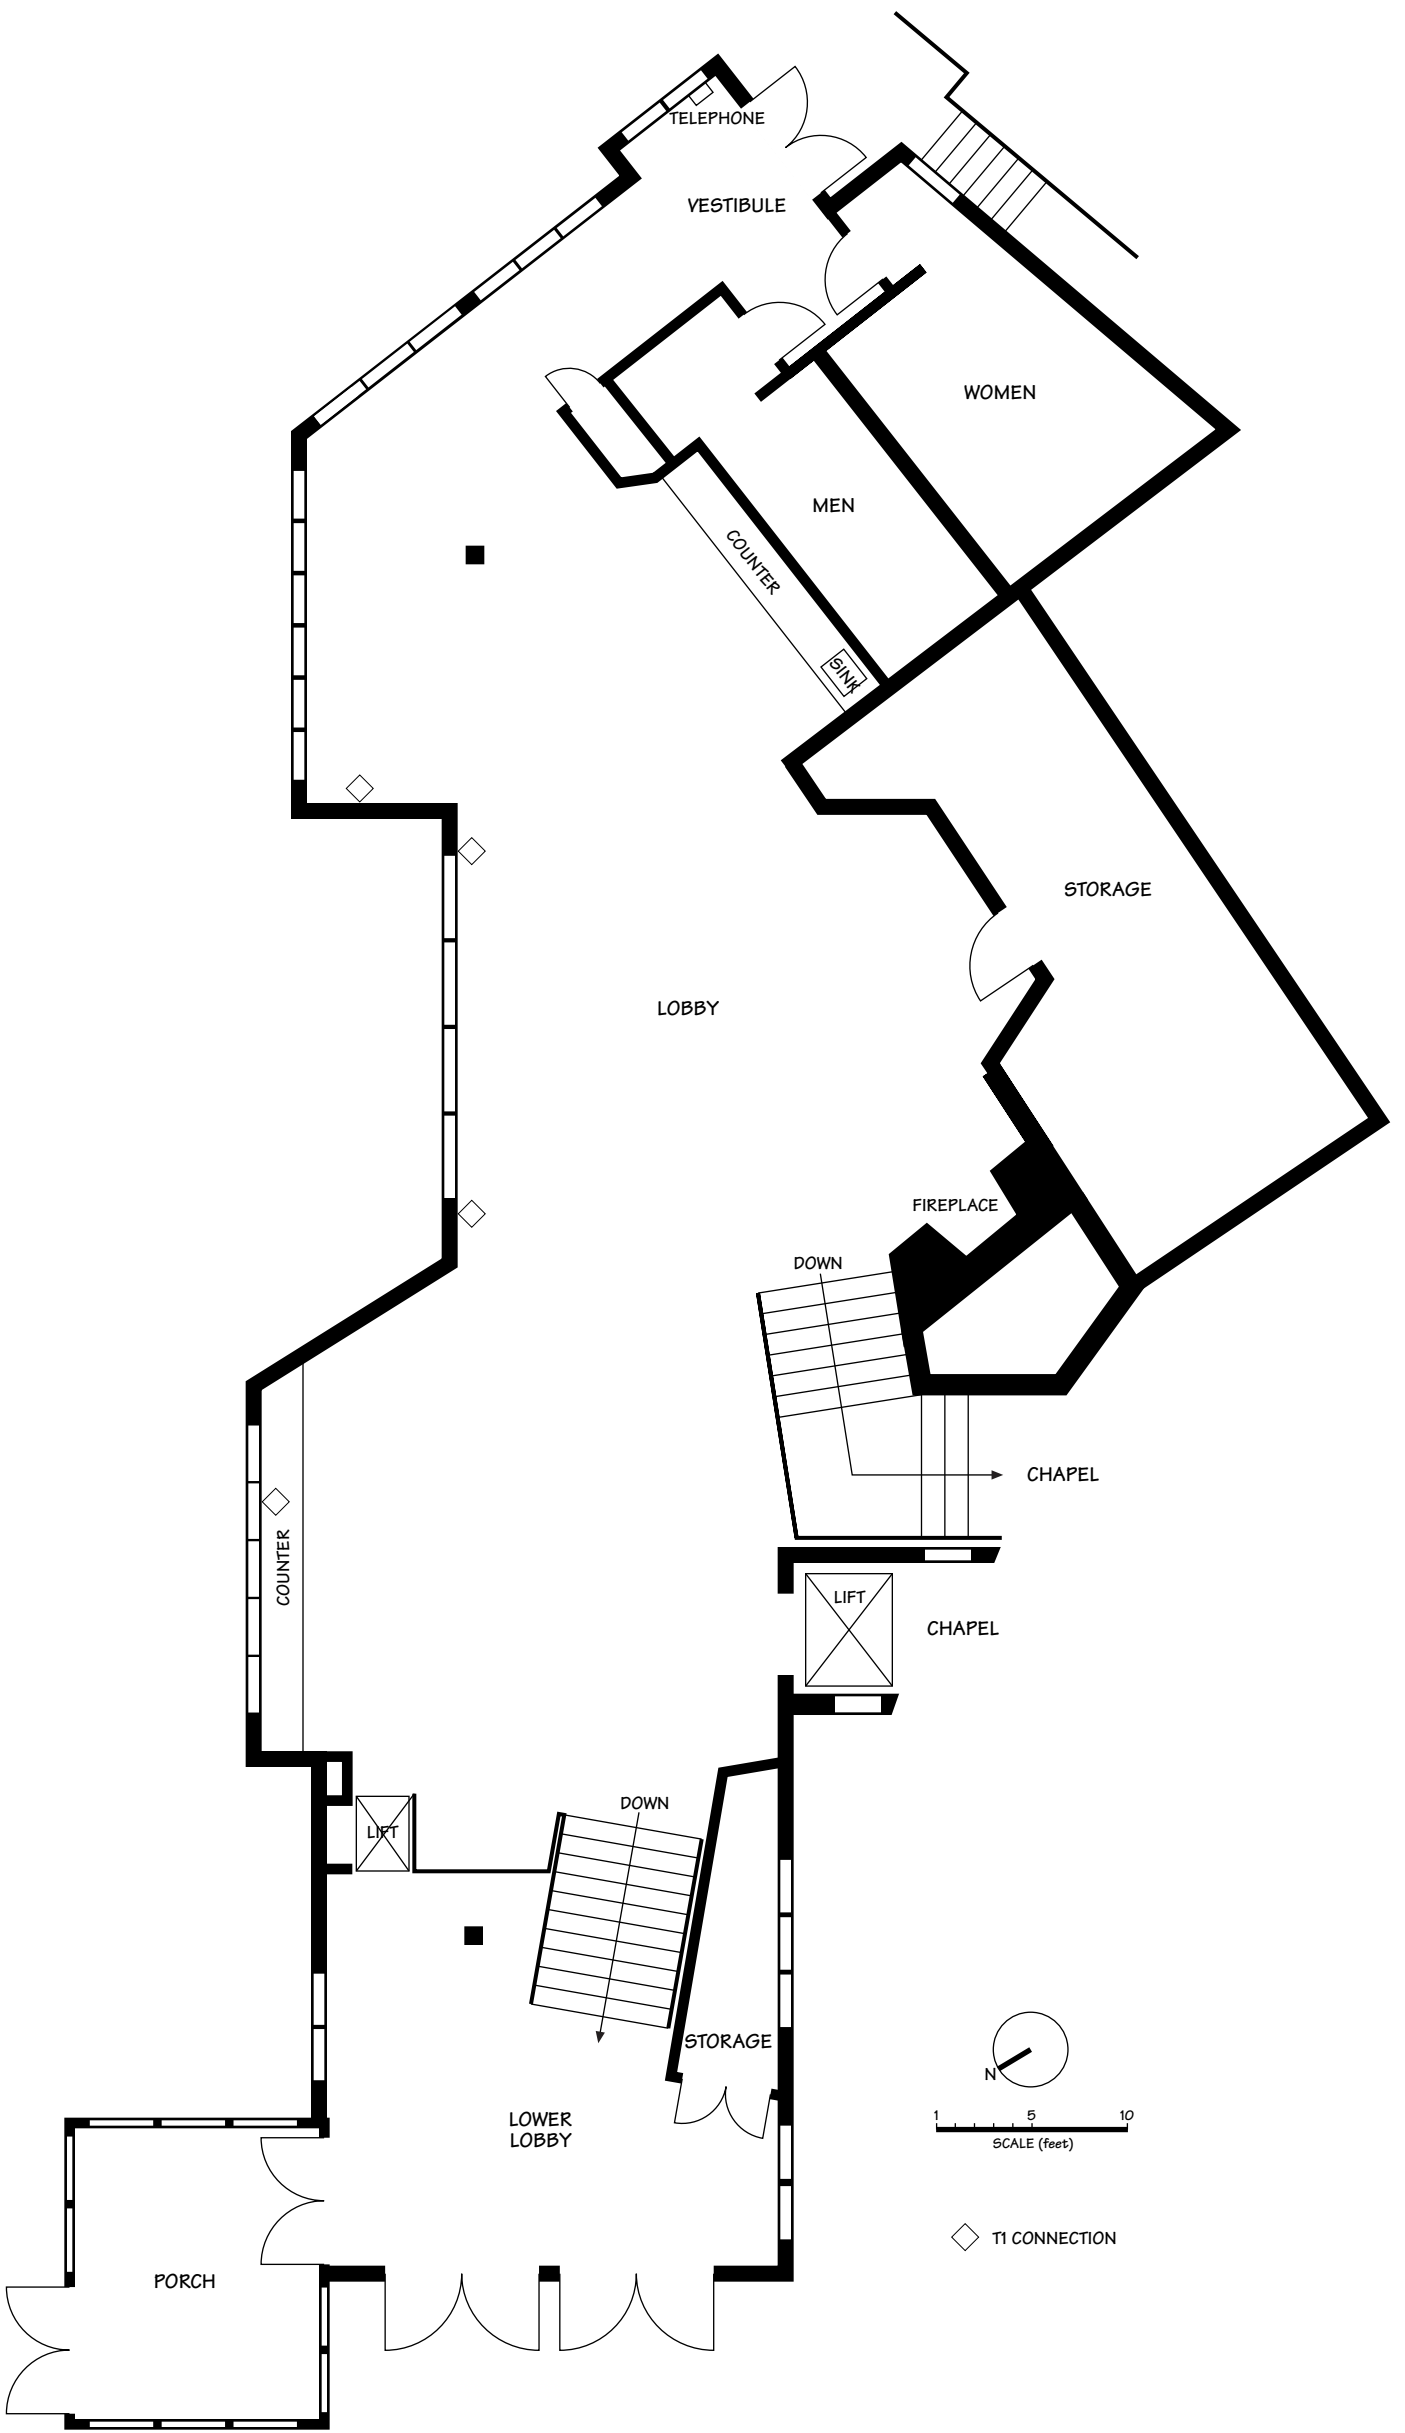 TELEPHONE
VESTIBULE
WOMEN
MEN
COUNTER
SINK
STORAGE
LOBBY
FIREPLACE
DOWN
CHAPEL
COUNTER
LIFT
CHAPEL
DOWN
LIFT
STORAGE
N
LOWER
LOBBY
1 5 10
SCALE (feet)
T1 CONNECTION
PORCH